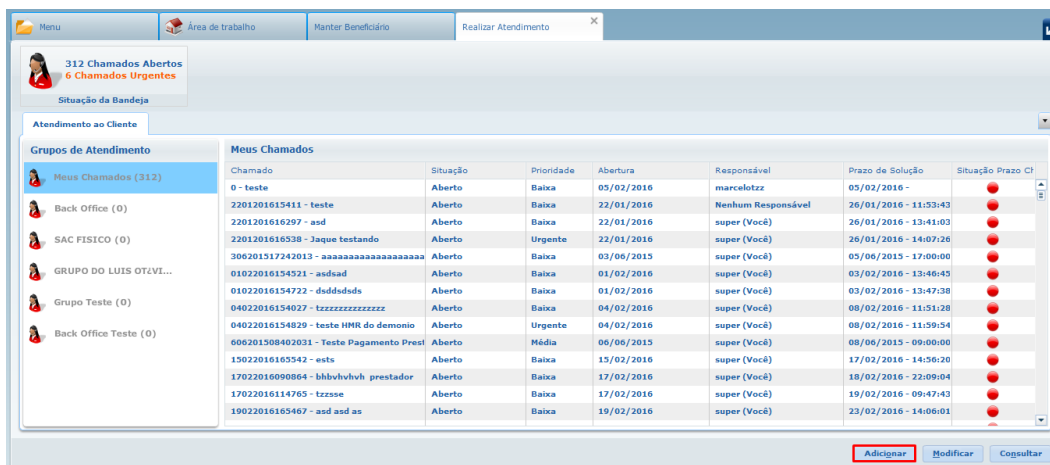 Menu Área de trabalho Manter Beneficiário Realizar Atendimento
312 Chamados Abertos
6 Chamados Urgentes
Situação da Bandeja
Atendimento ao Cliente
Grupos de Atendimento
Meus Chamados (312)
Back Office (0)
SAC FISICO (0)
GRUPO DO LUIS OT¿VI...
Grupo Teste (0)
Back Office Teste (0)
Meus Chamados
Chamado Situação Prioridade Abertura Responsável Prazo de Solução Situação Prazo Ch
0 - teste Aberto Baixa 05/02/2016 marcelotzz 05/02/2016 -
2201201615411 - teste Aberto Baixa 22/01/2016 Nenhum Responsável 26/01/2016 - 11:53:43
2201201616297 - asd Aberto Baixa 22/01/2016 super (Você) 26/01/2016 - 13:41:03
2201201616538 - Jaque testando Aberto Urgente 22/01/2016 super (Você) 26/01/2016 - 14:07:26
306201517242013 - aaaaaaaaaaaaaaaaaaa Aberto Baixa 03/06/2015 super (Você) 05/06/2015 - 17:00:00
01022016154521 - asdsad Aberto Baixa 01/02/2016 super (Você) 03/02/2016 - 13:46:45
01022016154722 - dsddsdsds Aberto Baixa 01/02/2016 super (Você) 03/02/2016 - 13:47:38
04022016154027 - tzzzzzzzzzzzzz Aberto Baixa 04/02/2016 super (Você) 08/02/2016 - 11:51:28
04022016154829 - teste HMR do demonio Aberto Urgente 04/02/2016 super (Você) 08/02/2016 - 11:59:54
606201508402031 - Teste Pagamento Prest Aberto Média 06/06/2015 super (Você) 08/06/2015 - 09:00:00
15022016165542 - ests Aberto Baixa 15/02/2016 super (Você) 17/02/2016 - 14:56:20
17022016090864 - bhbvhvhvh prestador Aberto Baixa 17/02/2016 super (Você) 18/02/2016 - 22:09:04
17022016114765 - tzzsse Aberto Baixa 17/02/2016 super (Você) 19/02/2016 - 09:47:43
19022016165467 - asd asd as Aberto Baixa 19/02/2016 super (Você) 23/02/2016 - 14:06:01
Adicionar Modificar Consultar